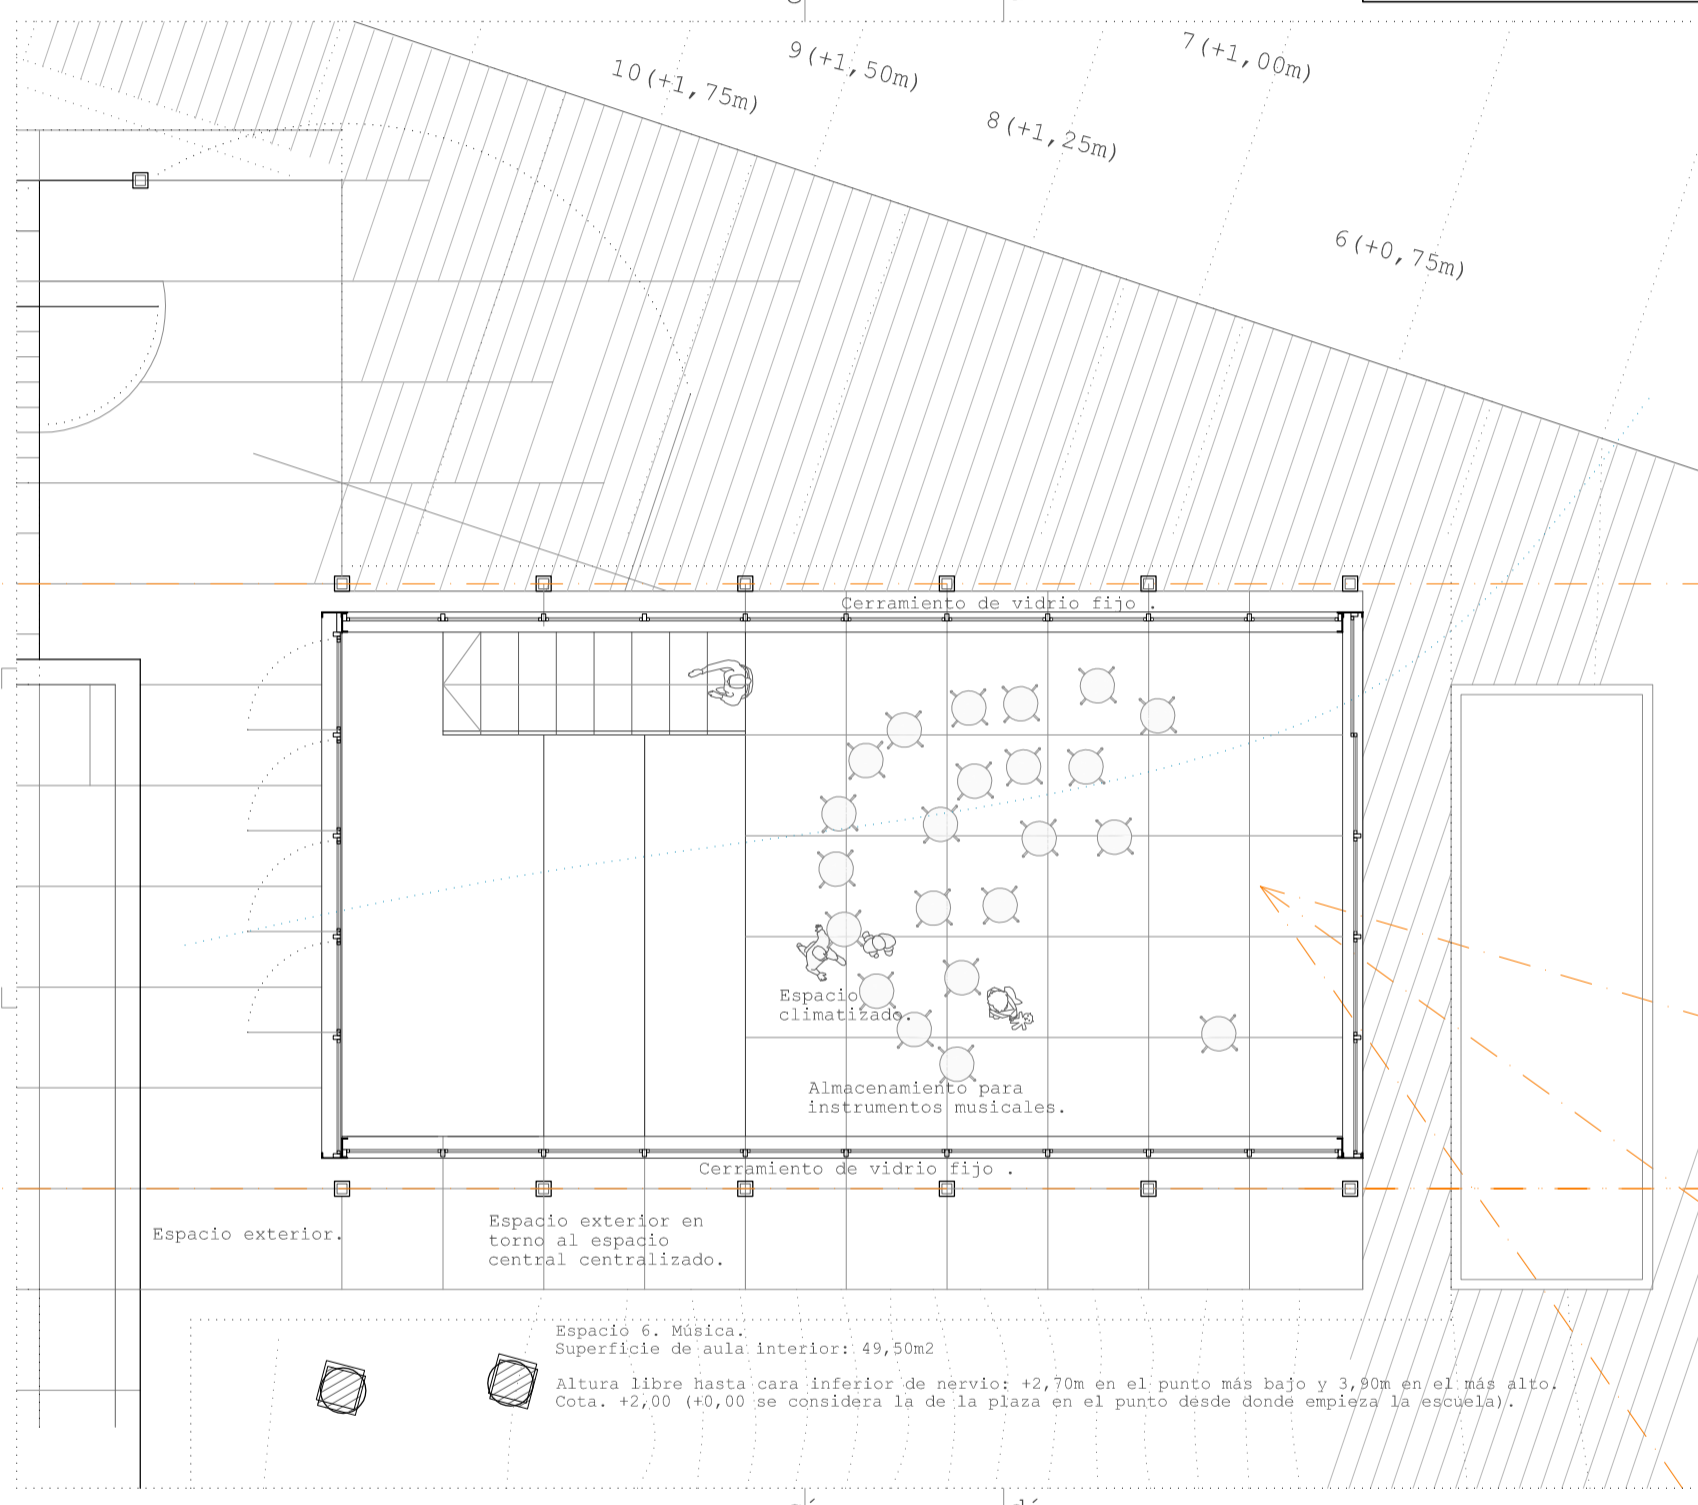 7(+1,00m)
9(+1,50m)
10(+1,75m)
8(+1,25m)
6(+0,75m)
Cerramiento de vidrio fijo .
Espacio
climatizado.
Almacenamiento para
instrumentos musicales.
Cerramiento de vidrio fijo .
Espacio exterior.
Espacio exterior en
torno al espacio
central centralizado.
Espacio 6. Música.
Superficie de aula interior: 49,50m2
Altura libre hasta cara inferior de nervio: +2,70m en el punto más bajo y 3,90m en el más alto.
Cota. +2,00 (+0,00 se considera la de la plaza en el punto desde donde empieza la escuela).